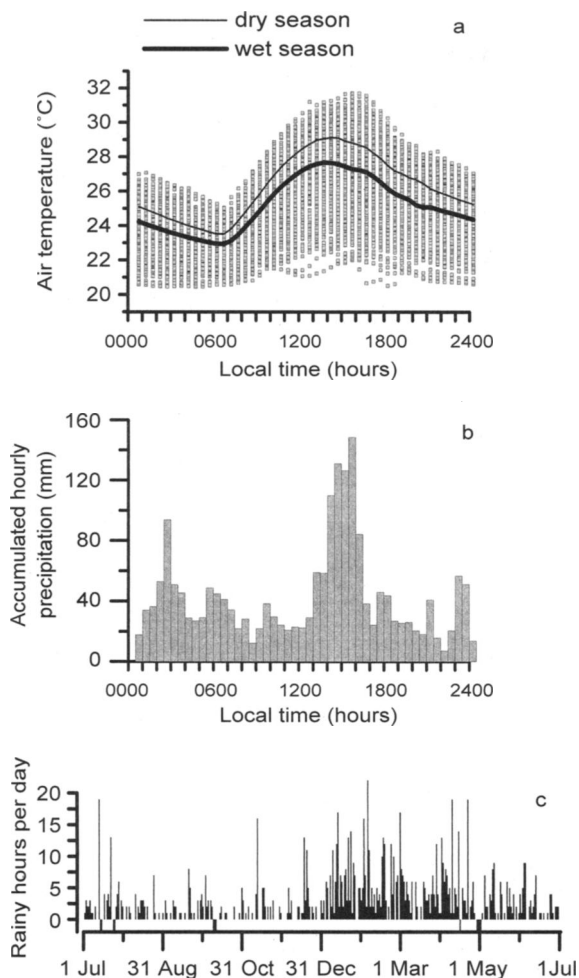 dry season
a
wet season
32
30
28
26
24
22
20
Air temperature (°C)
0000 0600 1200 1800 2400
Local time (hours)
160
b
120
80
40
0
Accumulated hourly
precipitation (mm)
0000 0600 1200 1800 2400
Local time (hours)
20
c
15
10
5
0
Rainy hours per day
1 Jul 31 Aug 31 Oct 31 Dec 1 Mar 1 May 1Jul